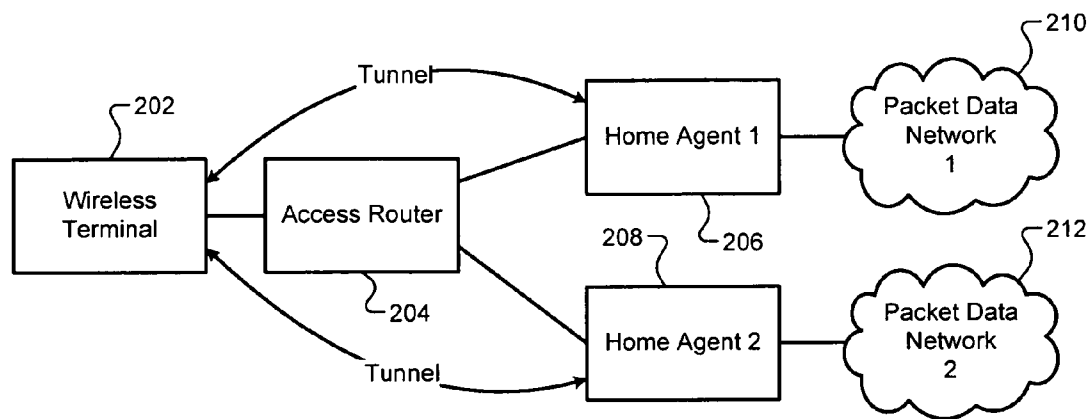 210
Tunnel
202
Packet Data
Network
1
Home Agent 1
Wireless
Terminal
Access Router
206
208
212
204
Packet Data
Network
2
Home Agent 2
Tunnel